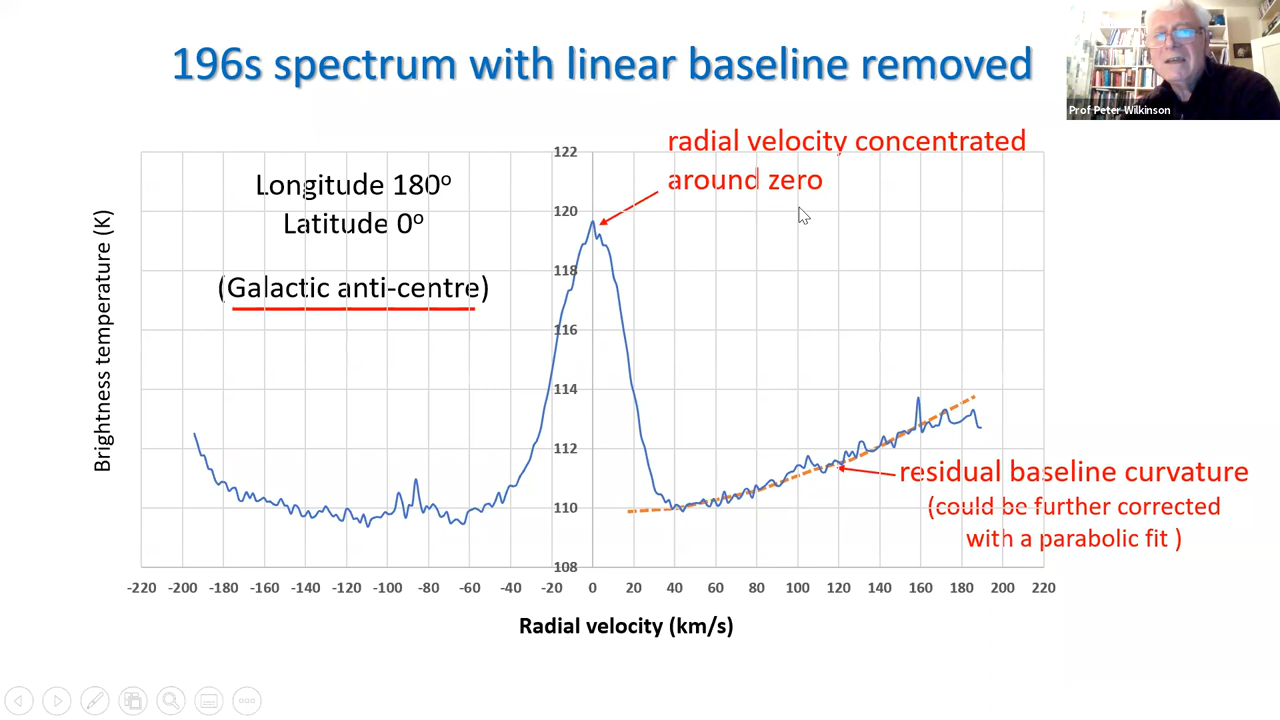 196s spectrum with linear baseline removed
Prof Peter Wilkinson
radial velocity concentrated
around zero
Longitude 180º
Latitude 0º
(Galactic anti-centre)
Brightness temperature (K)
122
120
118
116
114
112
110
108
residual baseline curvature
(could be further corrected
with a parabolic fit )
-220 -200 -180 -160 -140 -120 -100 -80 -60 -40 -20 0 20 40 60 80 100 120 140 160 180 200 220
Radial velocity (km/s)